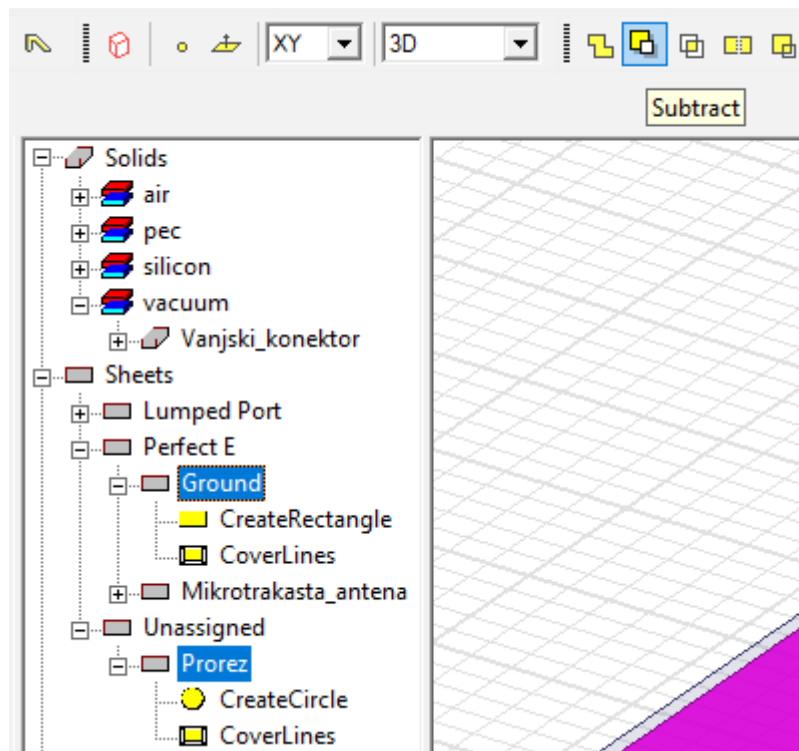 XY 3D
Subtract
Solids
air
pec
silicon
vacuum
Vanjski_konektor
Sheets
Lumped Port
Perfect E
Ground
CreateRectangle
CoverLines
Mikrotrakasta_antena
Unassigned
Prorez
CreateCircle
CoverLines